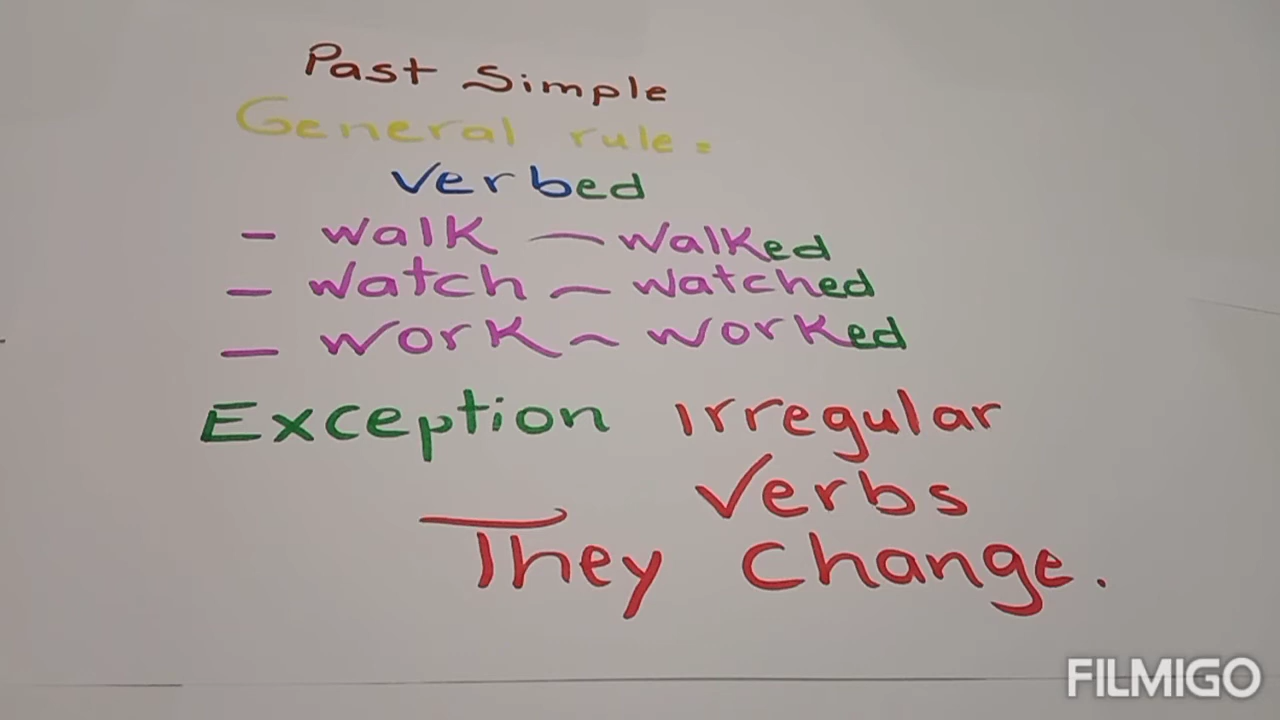 Past Simple
General rule:
Verbed
- walk - walked
- watch - watched
- work - worked
Exception Irregular
Verbs
They change.
FILMIGO